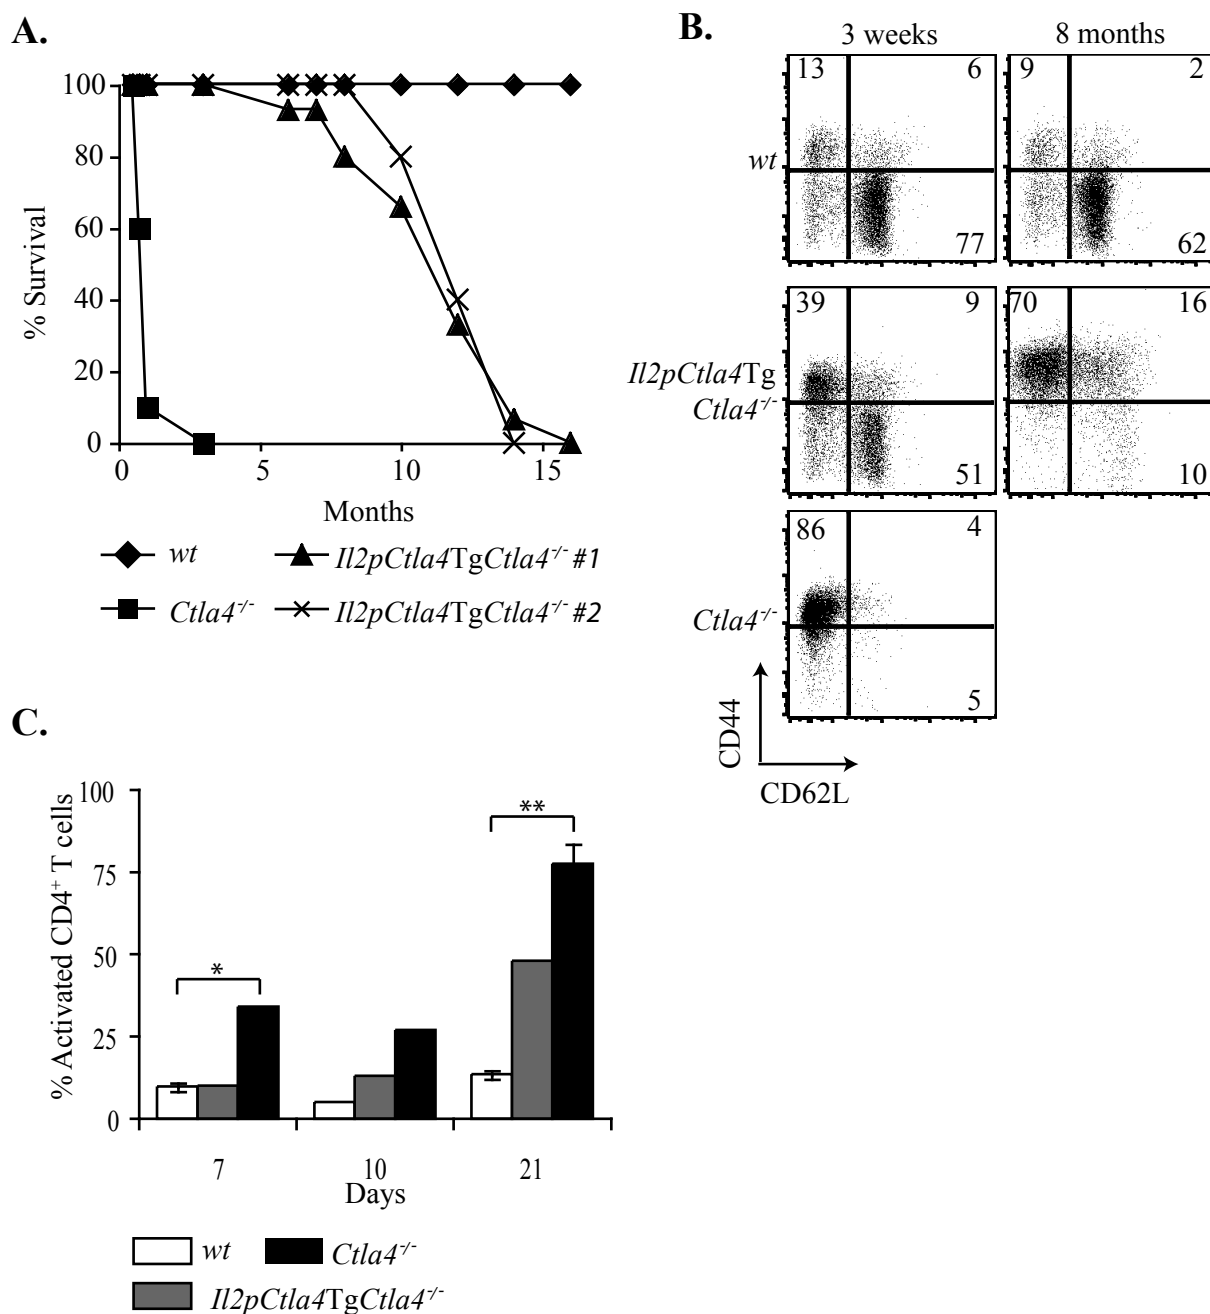 A.
% Survival
100
80
60
40
20
0
0 5 10 15
Months
wt
Il2pCtla4TgCtla4-/- #1
Ctla4-/-
Il2pCtla4TgCtla4-/- #2
B.
3 weeks 8 months
wt
13 6
77
9 2
62
Il2pCtla4Tg
Ctla4-/-
39 9
51
70 16
10
Ctla4-/-
86 4
5
CD44
CD62L
C.
% Activated CD4+ T cells
100
75
50
25
0
*
**
7 10 21
Days
wt
Ctla4-/-
Il2pCtla4TgCtla4-/-